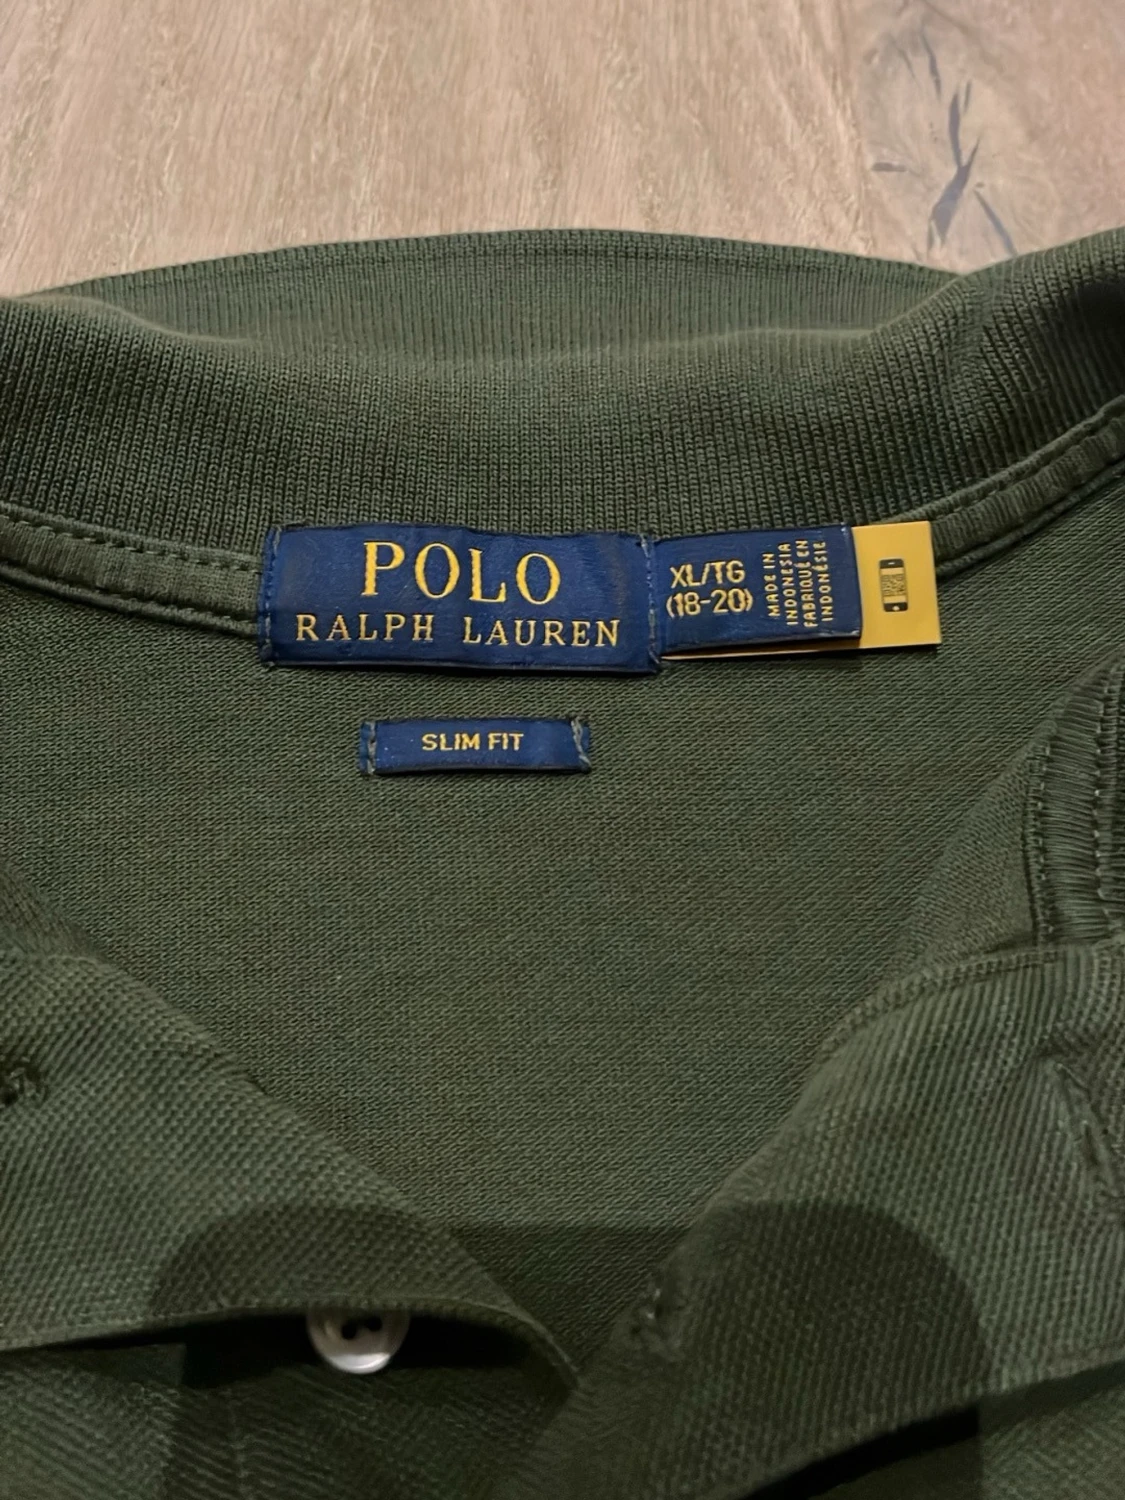 POLO
RALPH LAUREN
XL/TG
(18-20)
MADE IN
INDONESIA
FABRIQUÉ EN
INDONÉSIE
SLIM FIT